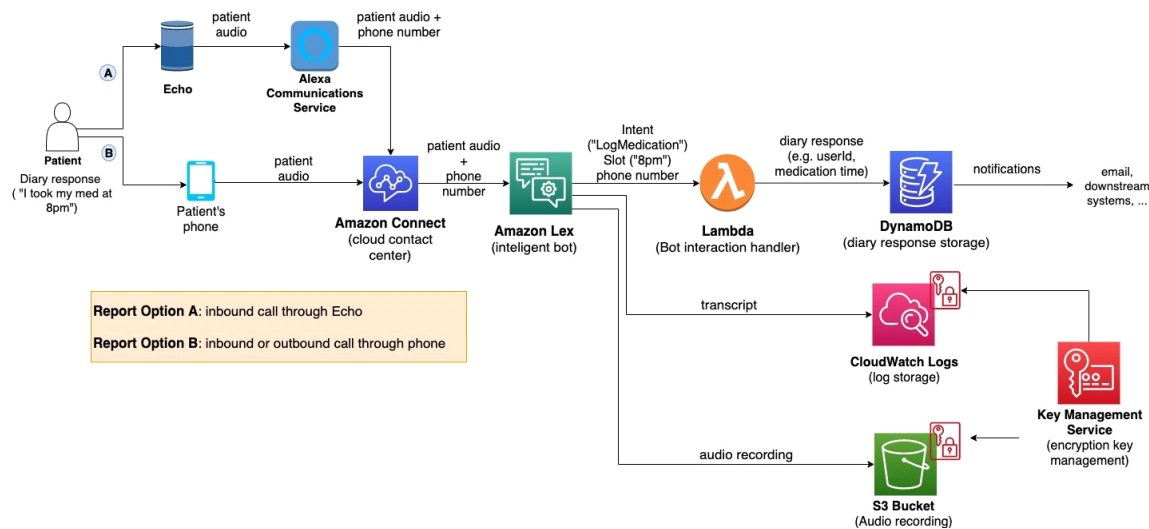 patient
audio
patient audio +
phone number
A
Echo
Alexa
Communications
Service
B
Patient
Diary response
( "I took my med at
8pm")
Patient's
phone
patient
audio
Amazon Connect
(cloud contact
center)
patient audio
+
phone
number
Amazon Lex
(inteligent bot)
Intent
("LogMedication")
Slot ("8pm")
phone number
Lambda
(Bot interaction handler)
diary response
(e.g. userId,
medication time)
DynamoDB
(diary response storage)
notifications
email,
downstream
systems, ...
Report Option A: inbound call through Echo
Report Option B: inbound or outbound call through phone
transcript
CloudWatch Logs
(log storage)
Key Management
Service
(encryption key
management)
audio recording
S3 Bucket
(Audio recording)